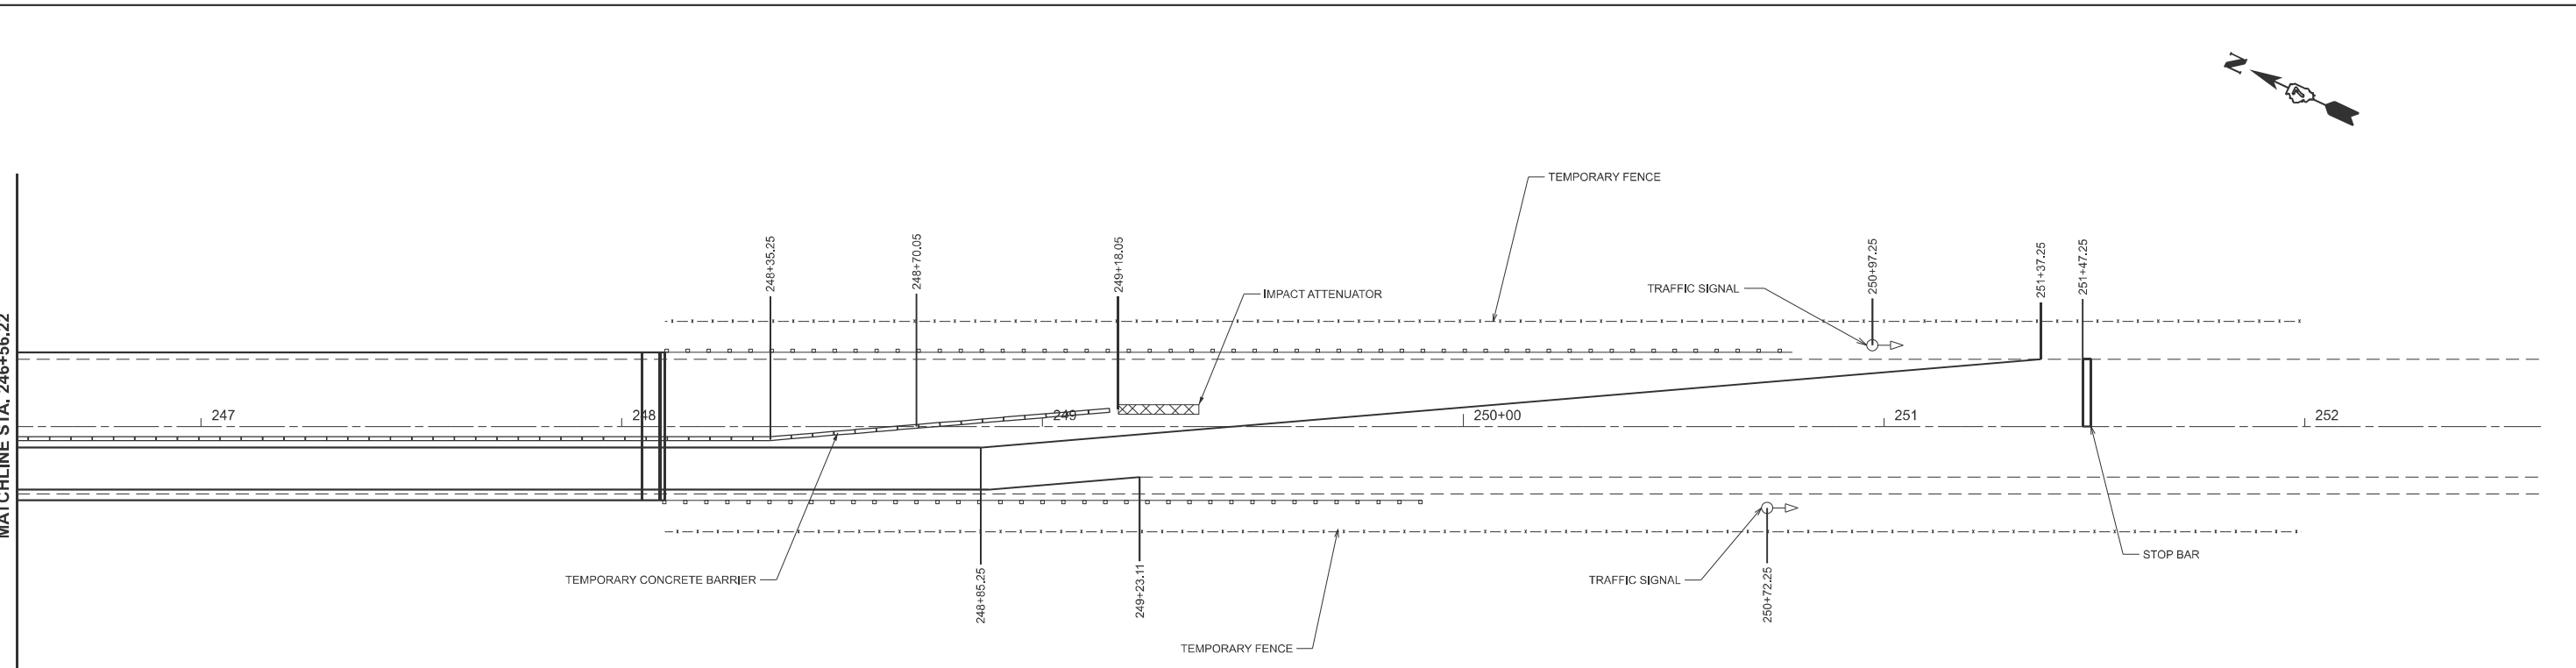 N
TEMPORARY FENCE
248+35.25
248+70.05
249+18.05
IMPACT ATTENUATOR
TRAFFIC SIGNAL
250+97.25
251+37.25
251+47.25
MATCHLINE STA. 246+56.22
247
248
249
250+00
251
252
TEMPORARY CONCRETE BARRIER
248+85.25
249+23.11
TRAFFIC SIGNAL
250+72.25
STOP BAR
TEMPORARY FENCE